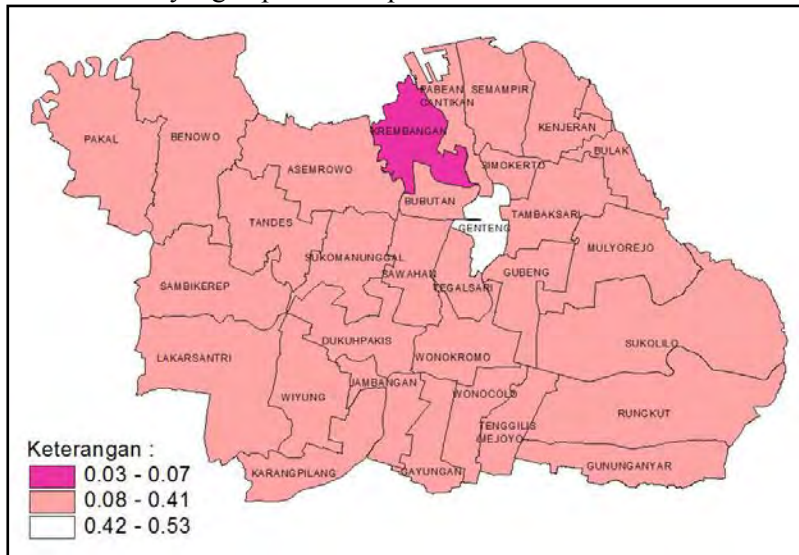 PABEAN
CANTIKAN
SEMAMPIR
KREMBANGAN
KENJERAN
PAKAL
BENOWO
BULAK
ASEMROWO
SIMOKERTO
BUBUTAN
TAMBAKSARI
TANDES
GENTENG
MULYOREJO
SUKOMANUNGGAL
SAWAHAN
GUBENG
SAMBIKEREP
TEGALSARI
DUKUHPAKIS
SUKOLILO
LAKARSANTRI
WONOKROMO
JAMBANGAN
WIYUNG
WONOCOLO
RUNGKUT
TENGGILIS
MEJOYO
KARANGPILANG
GAYUNGAN
GUNUNGANYAR
Keterangan :
0.03 - 0.07
0.08 - 0.41
0.42 - 0.53